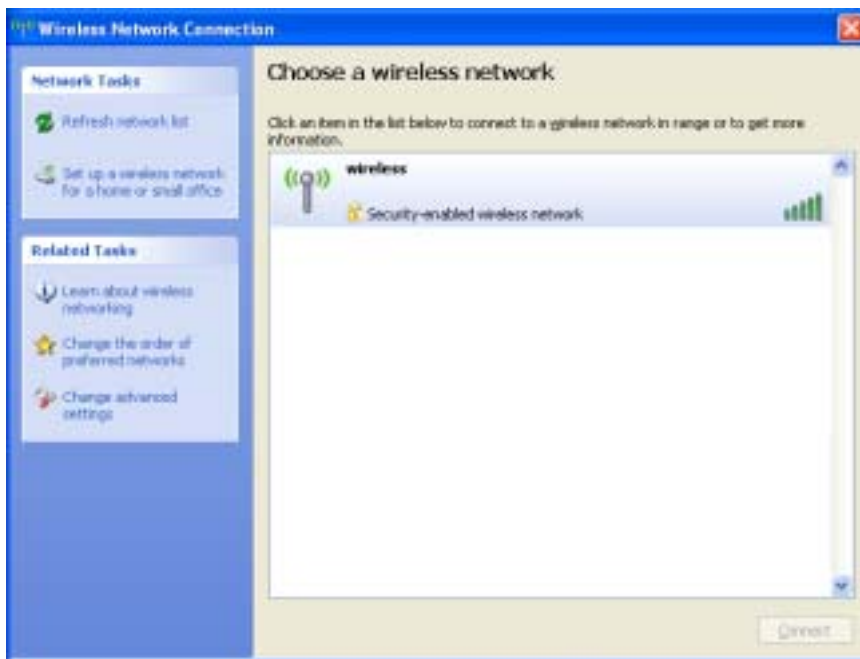 Wireless Network Connection
Network Tasks
Refresh network list
Set up a wireless network
for a home or small office
Related Tasks
Learn about wireless
networking
Change the order of
preferred networks
Change advanced
settings
Choose a wireless network
Click an item in the list below to connect to a wireless network in range or to get more
information.
wireless
Security-enabled wireless network
Connect